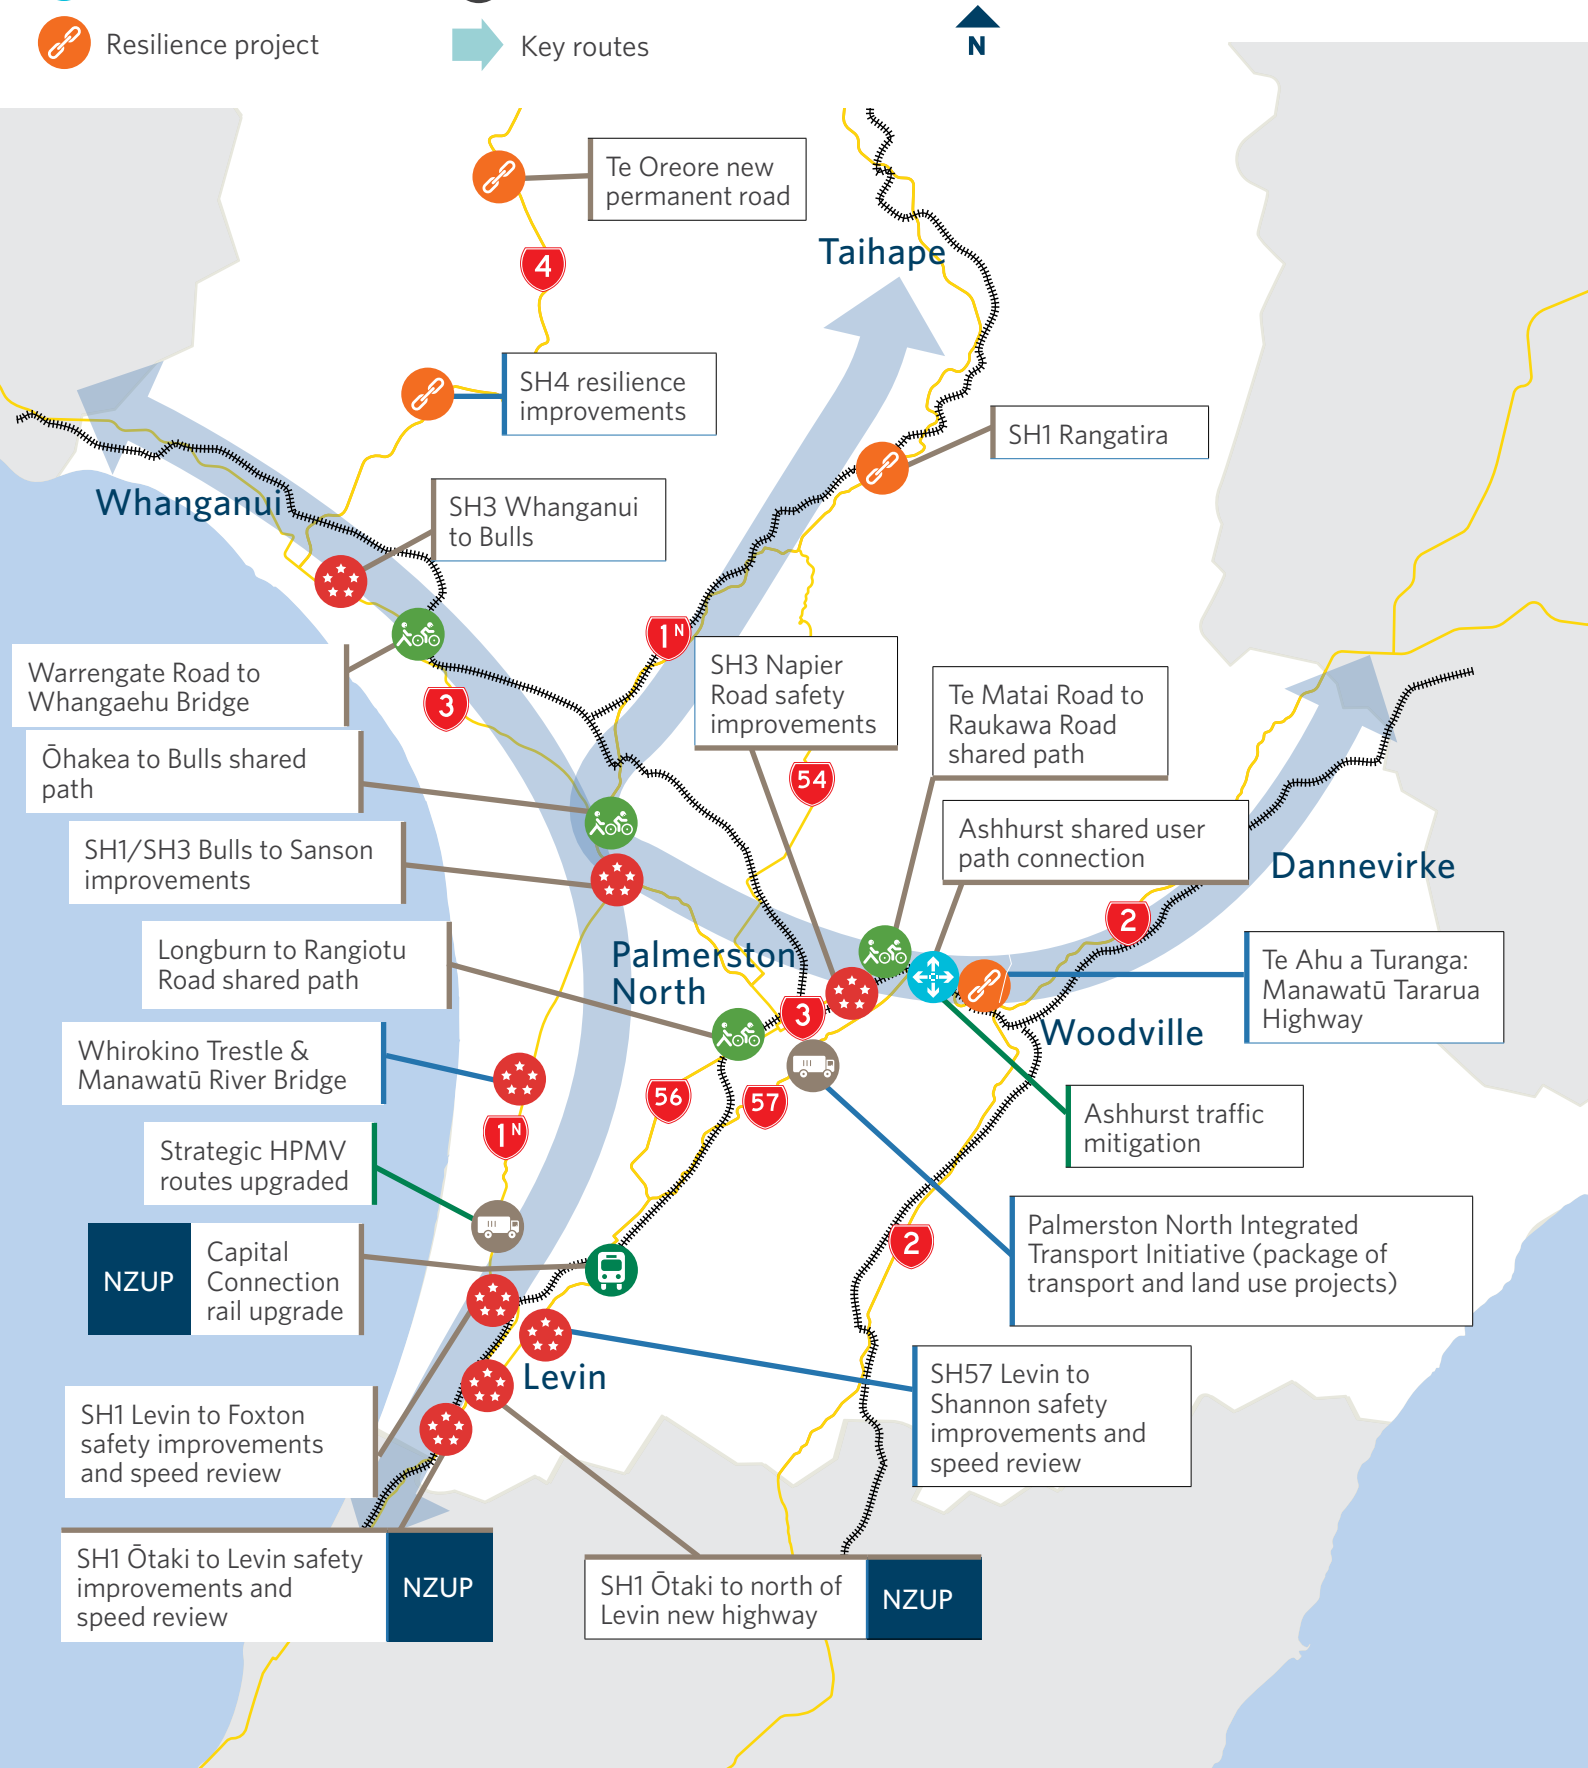 Resilience project
Key routes
N
Te Oreore new
permanent road
Taihape
4
SH4 resilience
improvements
SH1 Rangatira
Whanganui
SH3 Whanganui
to Bulls
1N
SH3 Napier
Road safety
improvements
Te Matai Road to
Raukawa Road
shared path
Warrengate Road to
Whangaehu Bridge
3
Ōhakea to Bulls shared
path
54
Ashhurst shared user
path connection
SH1/SH3 Bulls to Sanson
improvements
Dannevirke
2
Longburn to Rangiotu
Road shared path
Palmerston
North
Te Ahu a Turanga:
Manawatū Tararua
Highway
3
Woodville
Whirokino Trestle &
Manawatū River Bridge
56
57
Ashhurst traffic
mitigation
1N
Strategic HPMV
routes upgraded
Palmerston North Integrated
Transport Initiative (package of
transport and land use projects)
2
NZUP
Capital
Connection
rail upgrade
Levin
SH57 Levin to
Shannon safety
improvements and
speed review
SH1 Levin to Foxton
safety improvements
and speed review
SH1 Ōtaki to Levin safety
improvements and
speed review
NZUP
SH1 Ōtaki to north of
Levin new highway
NZUP